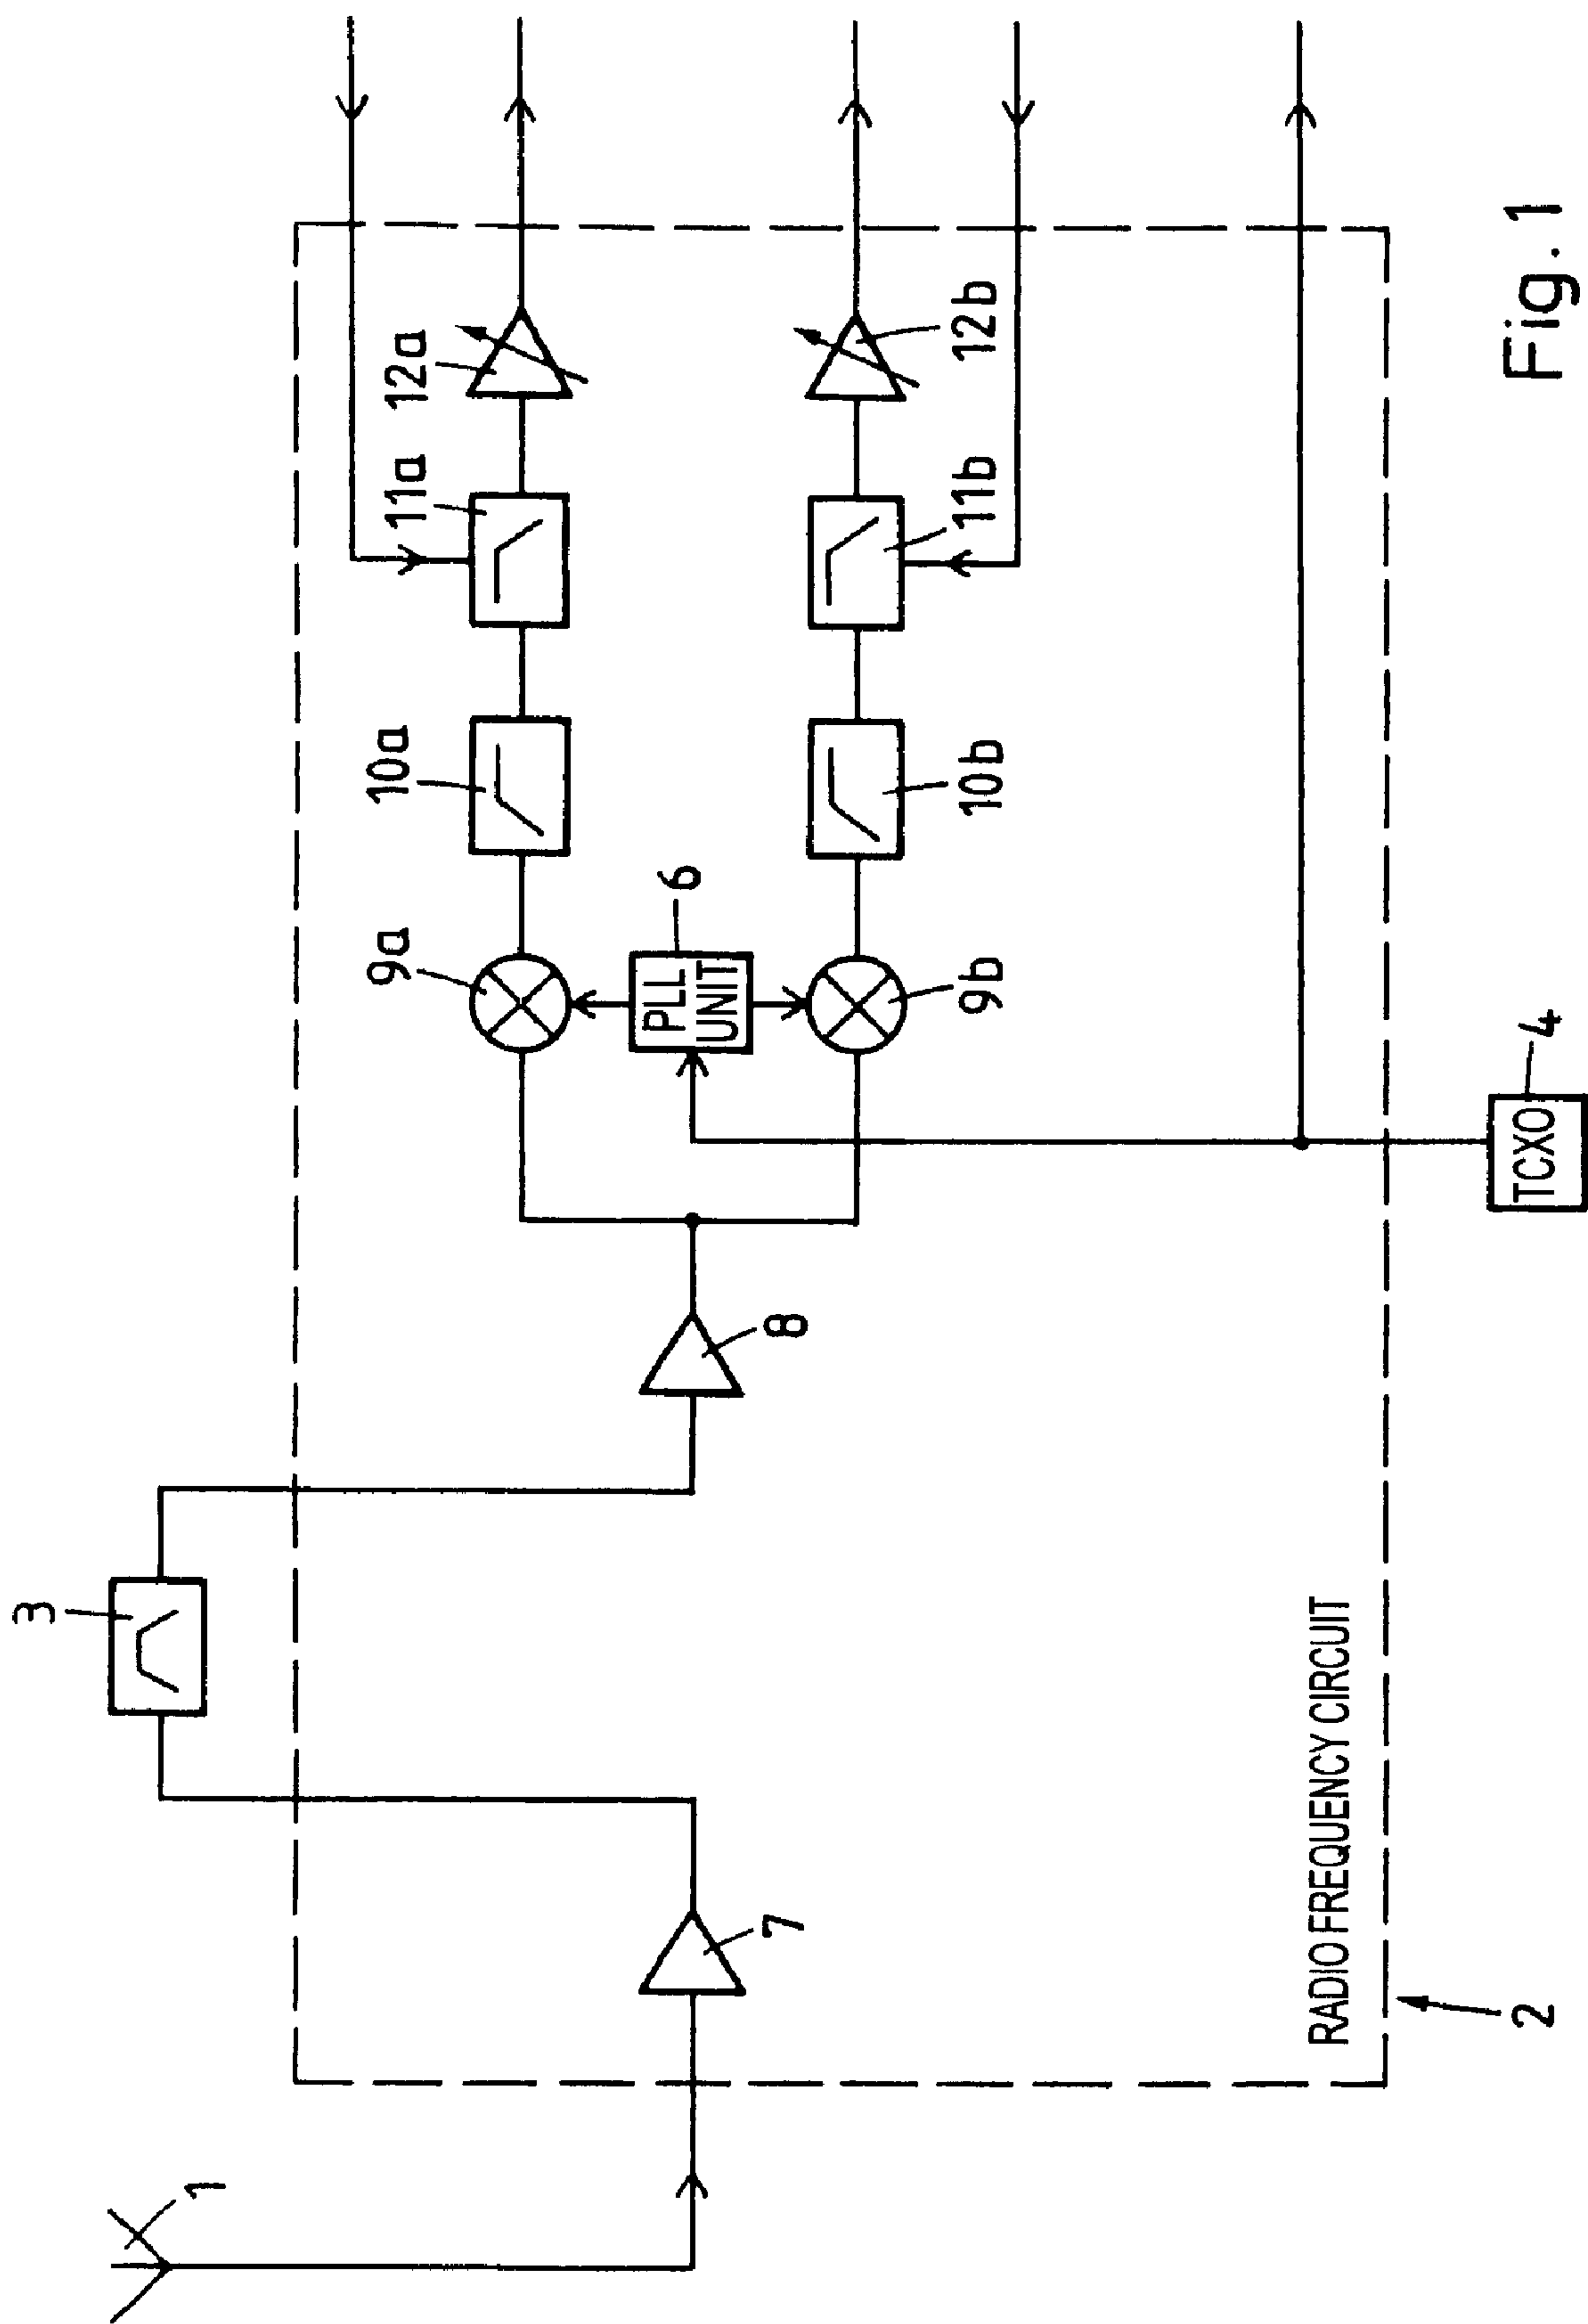 1
7
3
8
9a
10a
11a
12a
PLL
UNIT
6
9b
10b
11b
12b
TCXO
4
RADIO FREQUENCY CIRCUIT
2
Fig. 1